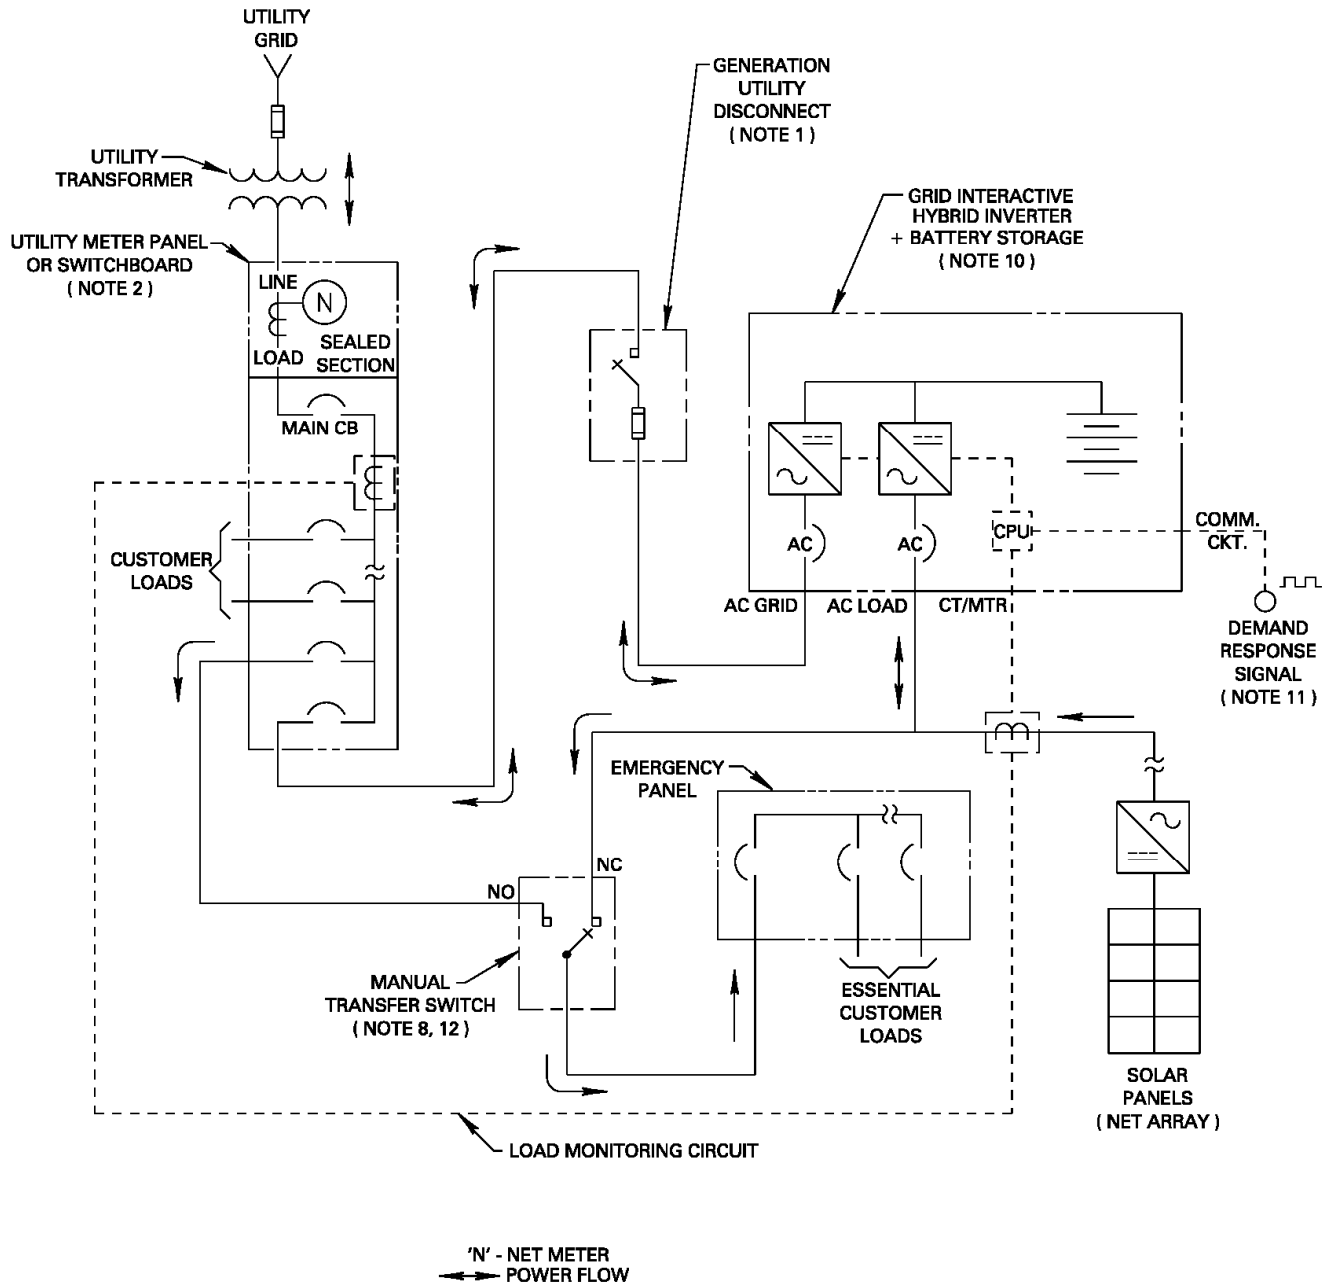 UTILITY
GRID
GENERATION
UTILITY
DISCONNECT
( NOTE 1 )
UTILITY
TRANSFORMER
GRID INTERACTIVE
HYBRID INVERTER
+ BATTERY STORAGE
( NOTE 10 )
UTILITY METER PANEL
OR SWITCHBOARD
( NOTE 2 )
LINE
N
LOAD
SEALED
SECTION
MAIN CB
CUSTOMER
LOADS
AC
AC
CPU
COMM.
CKT.
AC GRID
AC LOAD
CT/MTR
DEMAND
RESPONSE
SIGNAL
( NOTE 11 )
EMERGENCY
PANEL
NC
NO
MANUAL
TRANSFER SWITCH
( NOTE 8, 12 )
ESSENTIAL
CUSTOMER
LOADS
SOLAR
PANELS
( NET ARRAY )
LOAD MONITORING CIRCUIT
'N' - NET METER
POWER FLOW